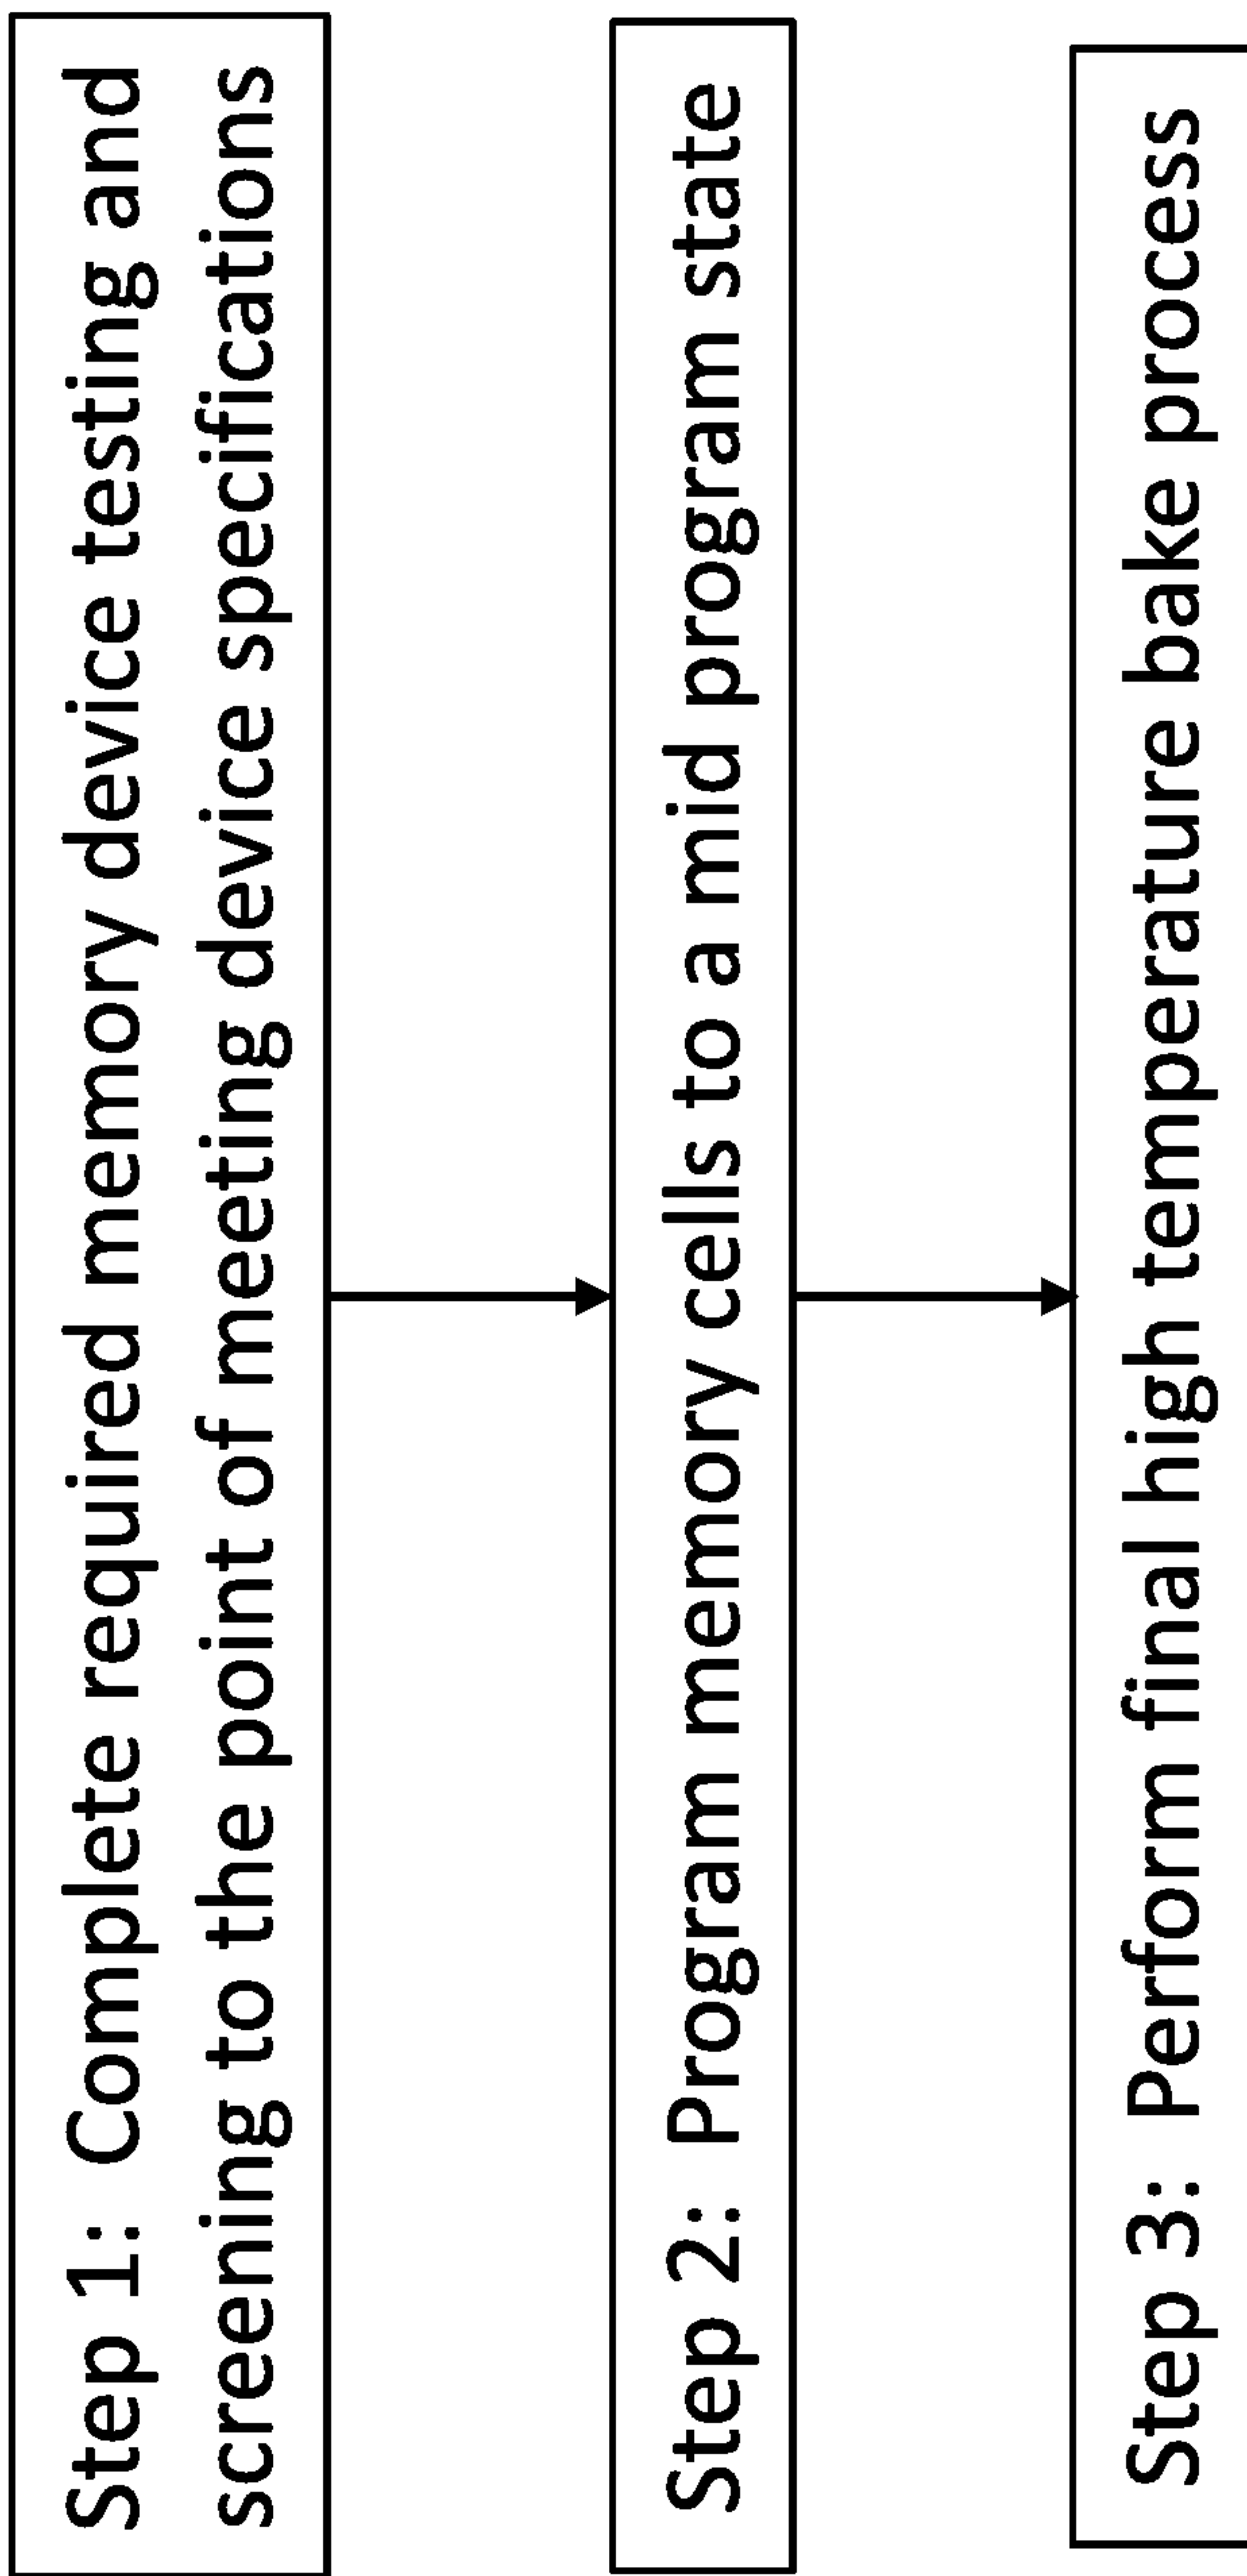 Step 1: Complete required memory device testing and
screening to the point of meeting device specifications
Step 2: Program memory cells to a mid program state
Step 3: Perform final high temperature bake process